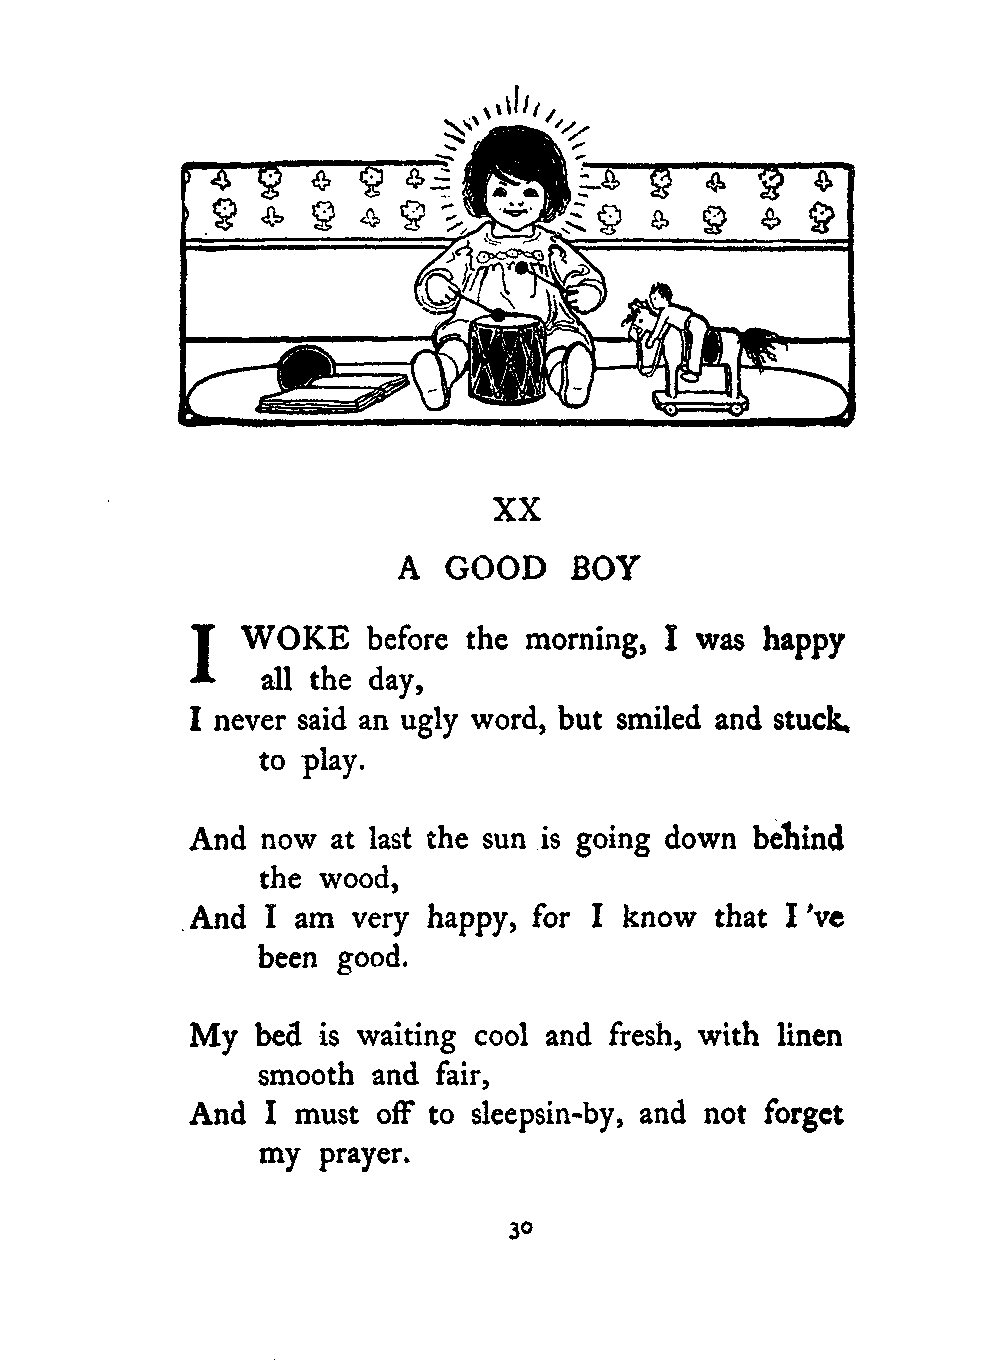 XX
A GOOD BOY
I WOKE before the morning, I was happy
all the day,
I never said an ugly word, but smiled and stuck
to play.
And now at last the sun is going down behind
the wood,
And I am very happy, for I know that I 've
been good.
My bed is waiting cool and fresh, with linen
smooth and fair,
And I must off to sleepsin-by, and not forget
my prayer.
30